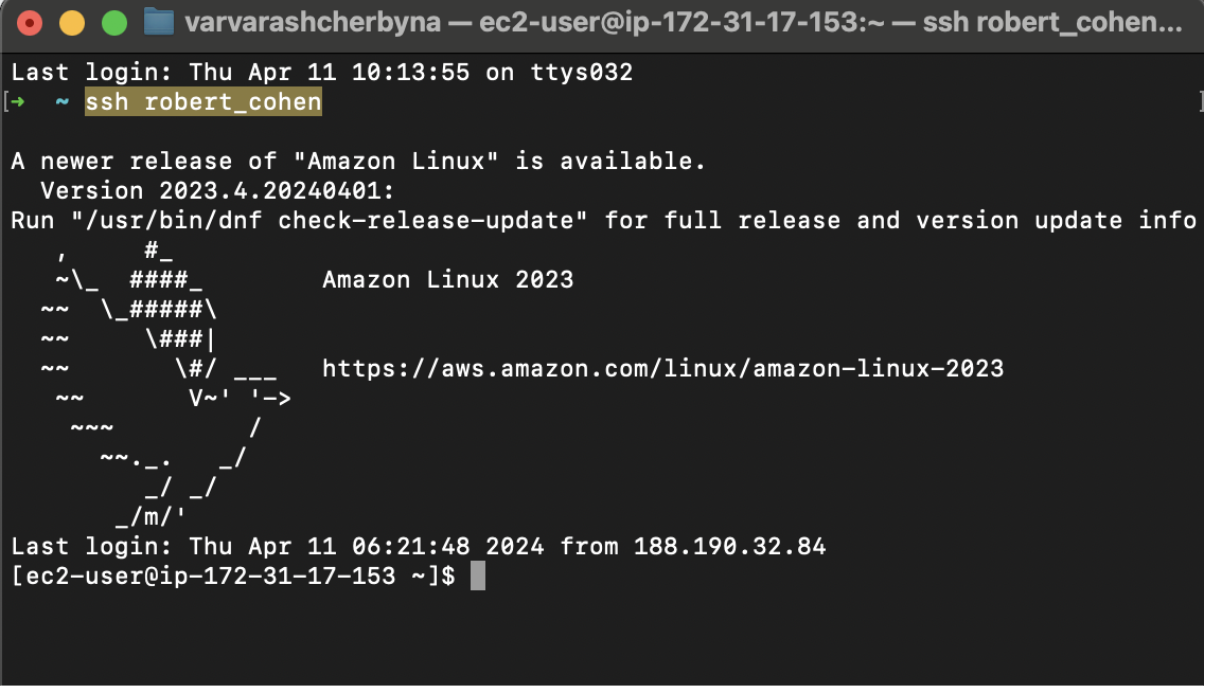 varvarashcherbyna — ec2-user@ip-172-31-17-153:~ — ssh robert_cohen...
Last login: Thu Apr 11 10:13:55 on ttys032
[➜  ~ ssh robert_cohen ]

A newer release of "Amazon Linux" is available.
  Version 2023.4.20240401:
Run "/usr/bin/dnf check-release-update" for full release and version update info
   ,     #_
   ~\_  ####_        Amazon Linux 2023
  ~~  \_#####\
  ~~     \###|
  ~~       \#/ ___   https://aws.amazon.com/linux/amazon-linux-2023
   ~~       V~' '->
    ~~~         /
      ~~._.   _/
         _/ _/
       _/m/'
Last login: Thu Apr 11 06:21:48 2024 from 188.190.32.84
[ec2-user@ip-172-31-17-153 ~]$